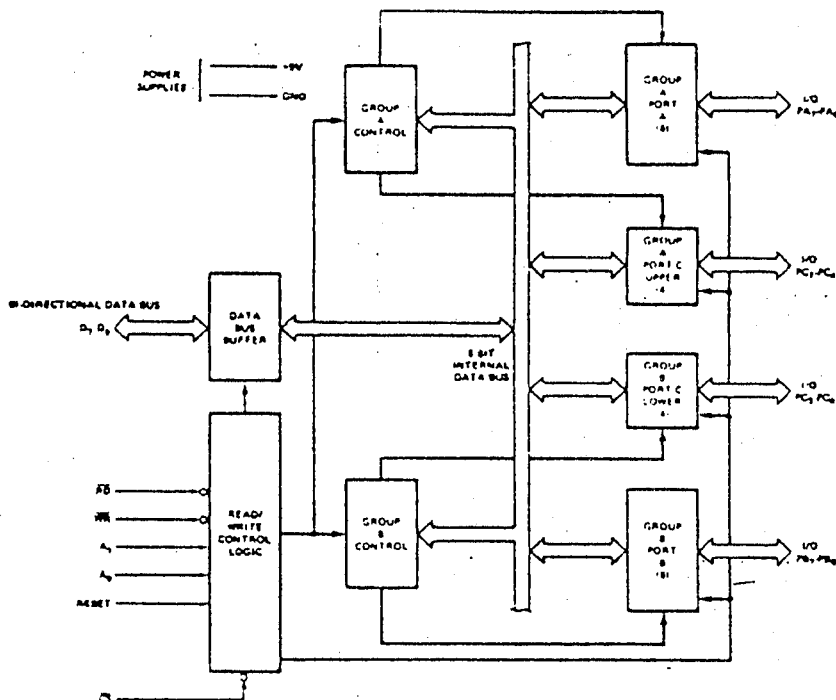 POWER
SUPPLIES
GND
GROUP
A
CONTROL
GROUP
A
PORT
A
(8)
I/O
PA7-PA0
GROUP
A
PORT C
UPPER
(4)
I/O
PC7-PC4
BI-DIRECTIONAL DATA BUS
D7-D0
DATA
BUS
BUFFER
8 BIT
INTERNAL
DATA BUS
GROUP
B
PORT C
LOWER
(4)
I/O
PC3-PC0
RD
WR
A1
A0
RESET
READ/
WRITE
CONTROL
LOGIC
GROUP
B
CONTROL
GROUP
B
PORT
B
(8)
I/O
PB7-PB0
CS